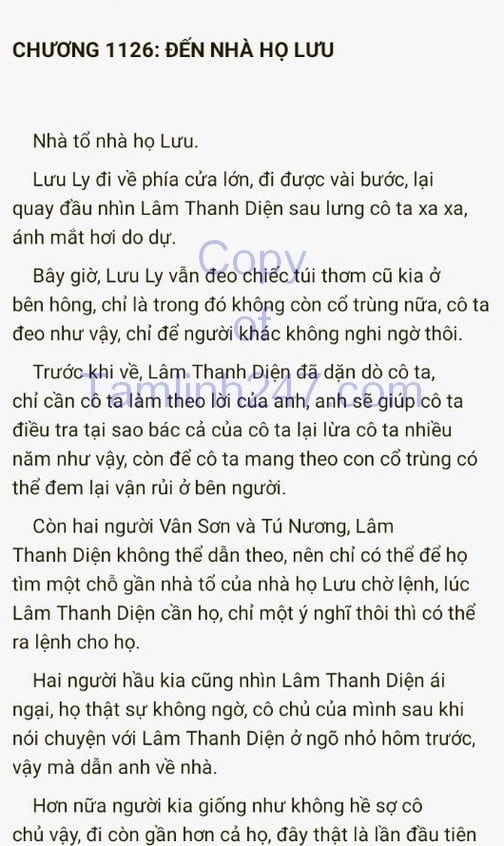 CHƯƠNG 1126: ĐẾN NHÀ HỌ LƯU
Nhà tổ nhà họ Lưu.
Lưu Ly đi về phía cửa lớn, đi được vài bước, lại
quay đầu nhìn Lâm Thanh Diện sau lưng cô ta xa xa,
ánh mắt hơi do dự.
Bây giờ, Lưu Ly vẫn đeo chiếc túi thơm cũ kia ở
bên hông, chỉ là trong đó không còn cổ trùng nữa, cô ta
đeo như vậy, chỉ để người khác không nghi ngờ thôi.
Trước khi về, Lâm Thanh Diện đã dặn dò cô ta,
chỉ cần cô ta làm theo lời của anh, anh sẽ giúp cô ta
điều tra tại sao bác cả của cô ta lại lừa cô ta nhiều
năm như vậy, còn để cô ta mang theo con cổ trùng có
thể đem lại vận rủi ở bên người.
Còn hai người Vân Sơn và Tú Nương, Lâm
Thanh Diện không thể dẫn theo, nên chỉ có thể để họ
tìm một chỗ gần nhà tổ của nhà họ Lưu chờ lệnh, lúc
Lâm Thanh Diện cần họ, chỉ một ý nghĩ thôi thì có thể
ra lệnh cho họ.
Hai người hầu kia cũng nhìn Lâm Thanh Diện ái
ngại, họ thật sự không ngờ, cô chủ của mình sau khi
nói chuyện với Lâm Thanh Diện ở ngõ nhỏ hôm trước,
vậy mà dẫn anh về nhà.
Hơn nữa người kia giống như không hề sợ cô
chủ vậy, đi còn gần hơn cả họ, đây thật là lần đầu tiên
Copy
of
Tamlinh247.com